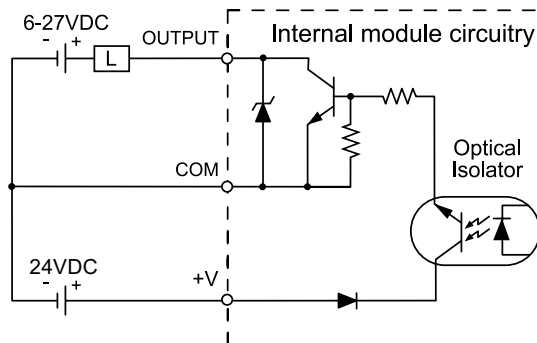 6-27VDC
- +
L
OUTPUT
Internal module circuitry
COM
Optical
Isolator
24VDC
- +
+V